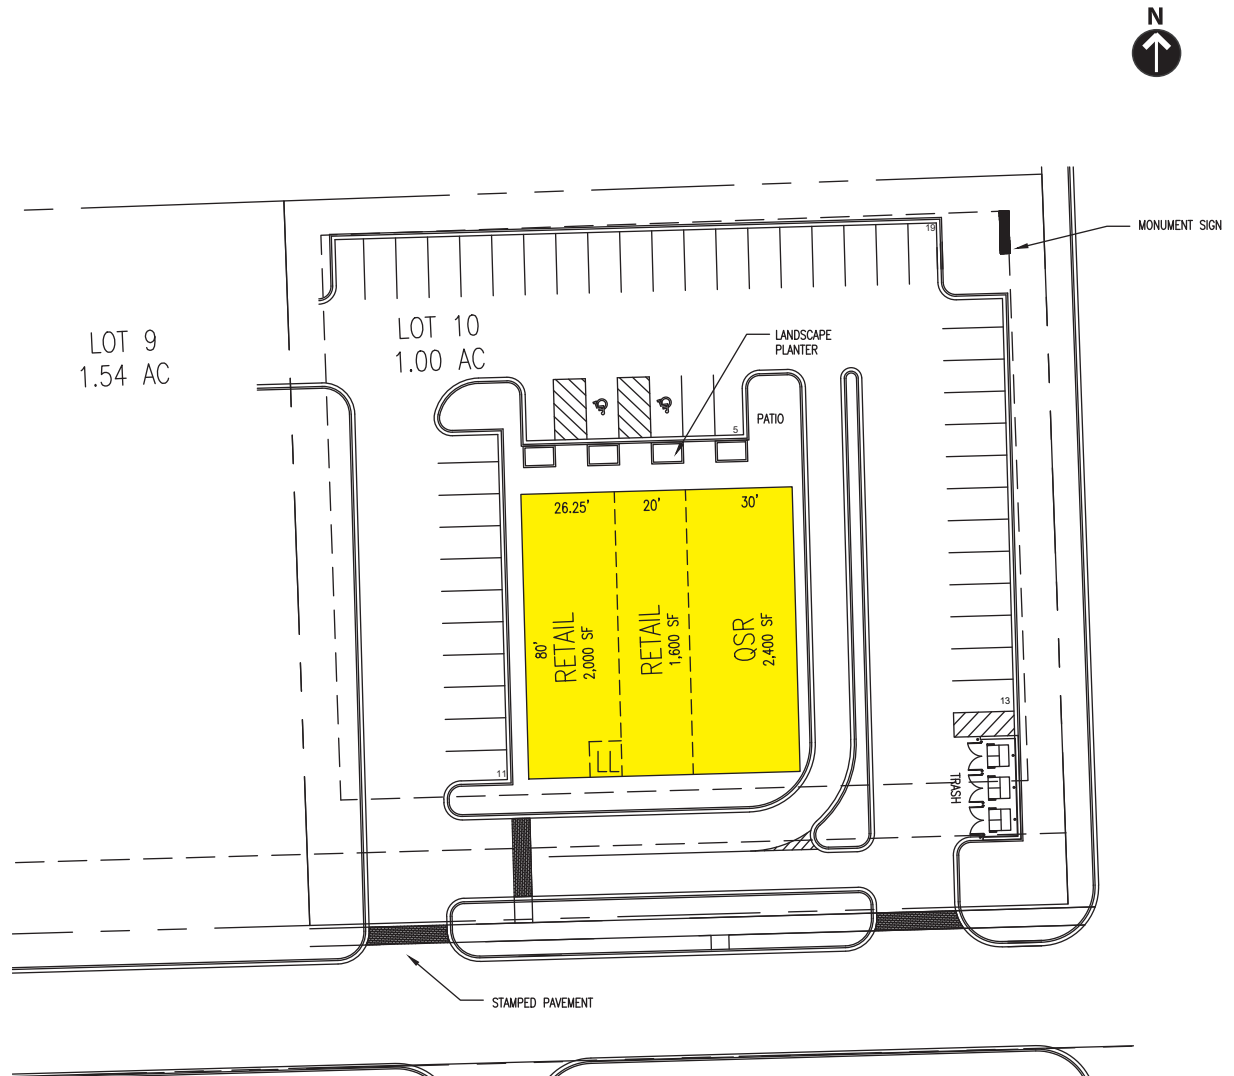 N
MONUMENT SIGN
19
LOT 9
1.54 AC
LOT 10
1.00 AC
LANDSCAPE
PLANTER
PATIO
5
26.25'
20'
30'
80'
RETAIL
2,000 SF
RETAIL
1,600 SF
QSR
2,400 SF
13
11
TRASH
STAMPED PAVEMENT